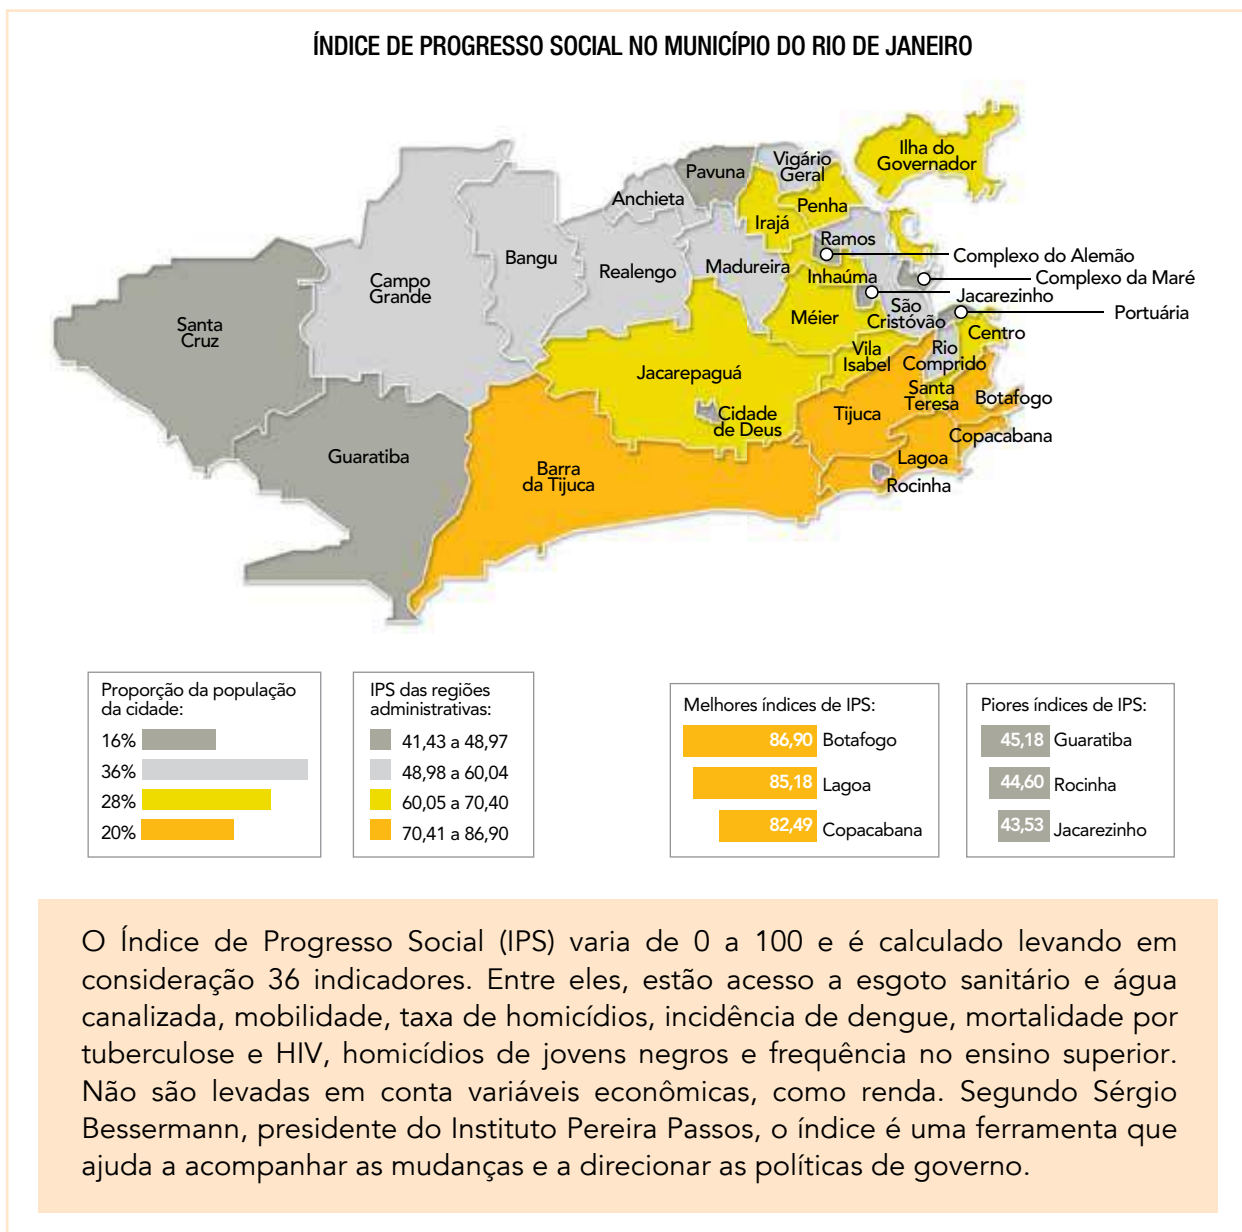 ÍNDICE DE PROGRESSO SOCIAL NO MUNICÍPIO DO RIO DE JANEIRO
Ilha do
Governador
Vigário
Geral
Pavuna
Anchieta
Penha
Irajá
Ramos
Complexo do Alemão
Bangu
Realengo
Madureira
Inhaúma
Complexo da Maré
Campo
Grande
Jacarezinho
São
Cristóvão
Portuária
Santa
Cruz
Méier
Centro
Vila
Isabel
Rio
Comprido
Jacarepaguá
Santa
Teresa
Botafogo
Cidade
de Deus
Tijuca
Copacabana
Guaratiba
Barra
da Tijuca
Lagoa
Rocinha
Proporção da população
da cidade:
16%
36%
28%
20%
IPS das regiões
administrativas:
41,43 a 48,97
48,98 a 60,04
60,05 a 70,40
70,41 a 86,90
Melhores índices de IPS:
86,90 Botafogo
85,18 Lagoa
82,49 Copacabana
Piores índices de IPS:
45,18 Guaratiba
44,60 Rocinha
43,53 Jacarezinho
O Índice de Progresso Social (IPS) varia de 0 a 100 e é calculado levando em
consideração 36 indicadores. Entre eles, estão acesso a esgoto sanitário e água
canalizada, mobilidade, taxa de homicídios, incidência de dengue, mortalidade por
tuberculose e HIV, homicídios de jovens negros e frequência no ensino superior.
Não são levadas em conta variáveis econômicas, como renda. Segundo Sérgio
Bessermann, presidente do Instituto Pereira Passos, o índice é uma ferramenta que
ajuda a acompanhar as mudanças e a direcionar as políticas de governo.